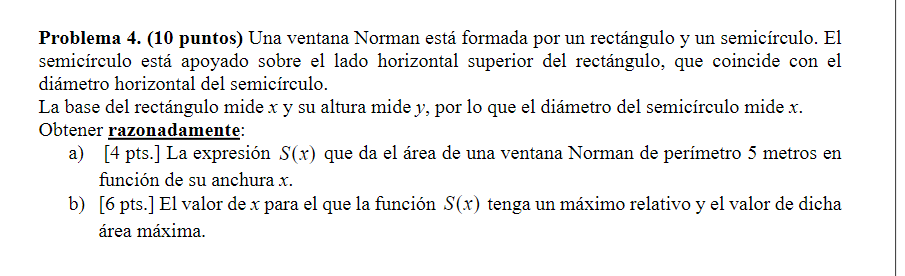 Problema 4. (10 puntos) Una ventana Norman está formada por un rectángulo y un semicírculo. El
semicírculo está apoyado sobre el lado horizontal superior del rectángulo, que coincide con el
diámetro horizontal del semicírculo.
La base del rectángulo mide x y su altura mide y, por lo que el diámetro del semicírculo mide x.
Obtener razonadamente:
a) [4 pts.] La expresión S(x) que da el área de una ventana Norman de perímetro 5 metros en
función de su anchura x.
b) [6 pts.] El valor de x para el que la función S(x) tenga un máximo relativo y el valor de dicha
área máxima.